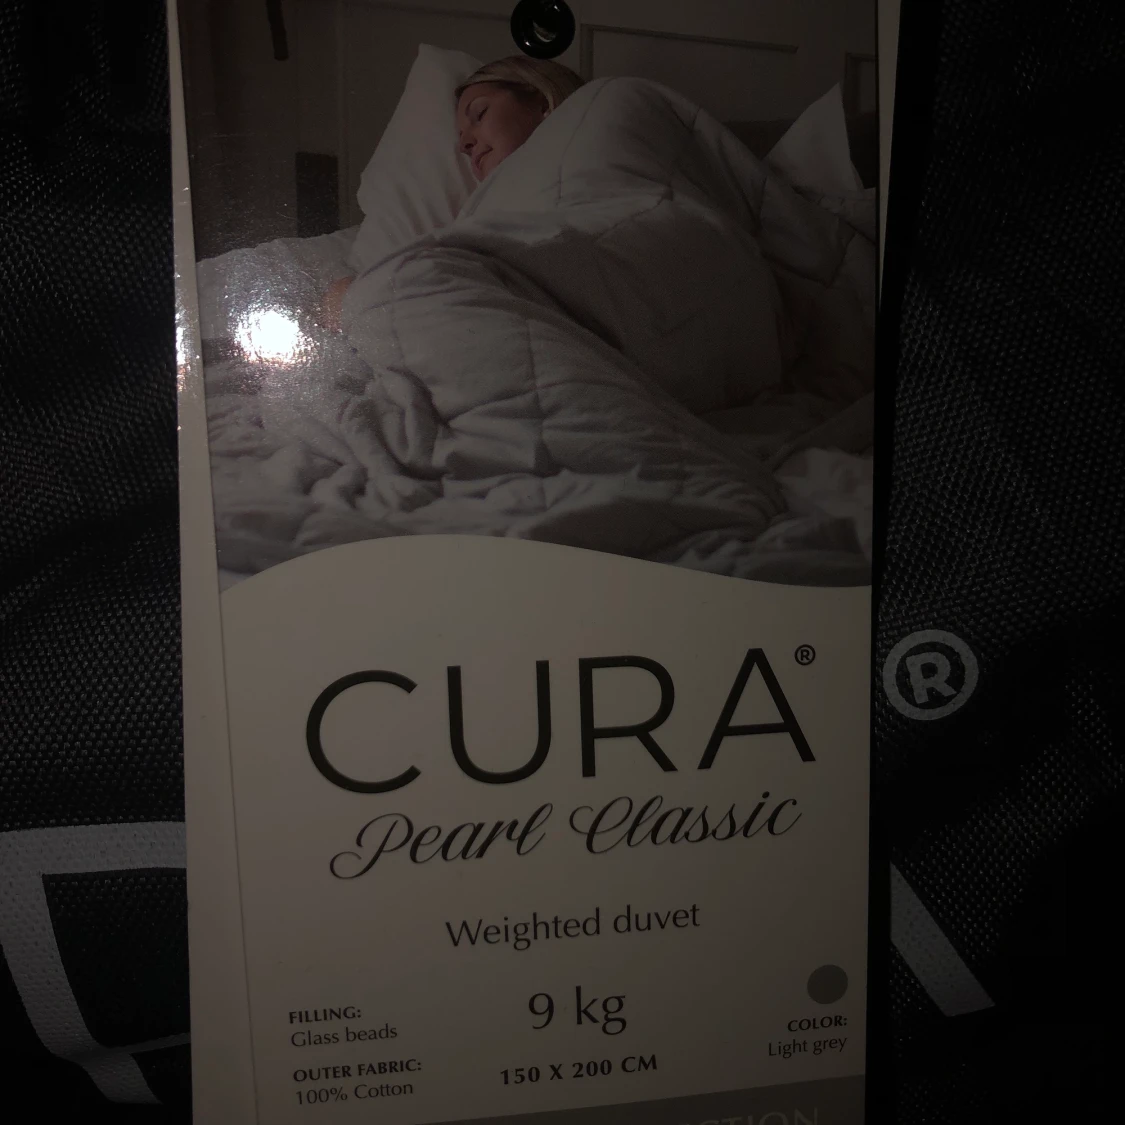 CURA®
Pearl Classic
Weighted duvet
9 kg
150 X 200 CM
FILLING:
Glass beads
OUTER FABRIC:
100% Cotton
COLOR:
Light grey
®